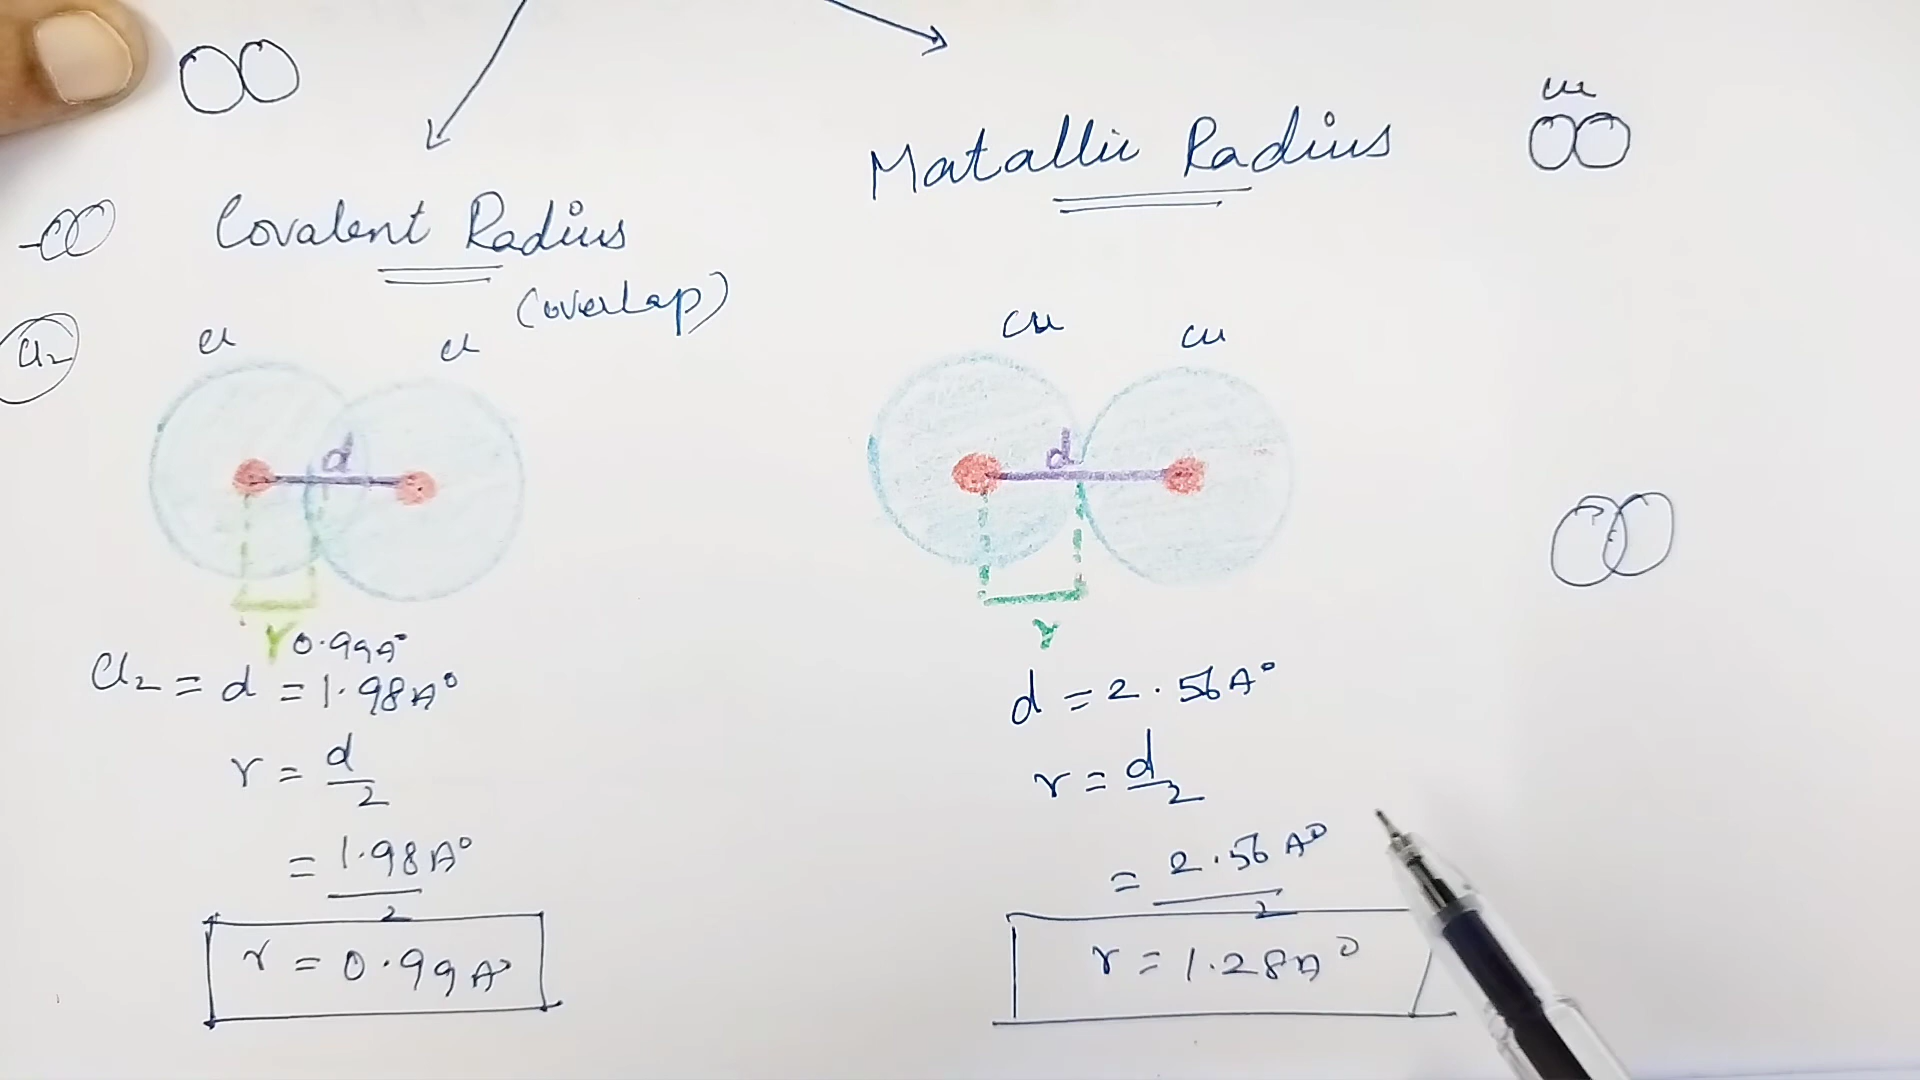 cu
Matallic Radius
Covalent Radius
(overlap)
Cl2
Cl
Cl
Cu
Cu
d
d
r 0.99A°
r
Cl2 = d = 1.98A°
d = 2.56A°
r = d/2
r = d/2
= 1.98A°/2
= 2.56A°/2
r = 0.99A°
r = 1.28A°